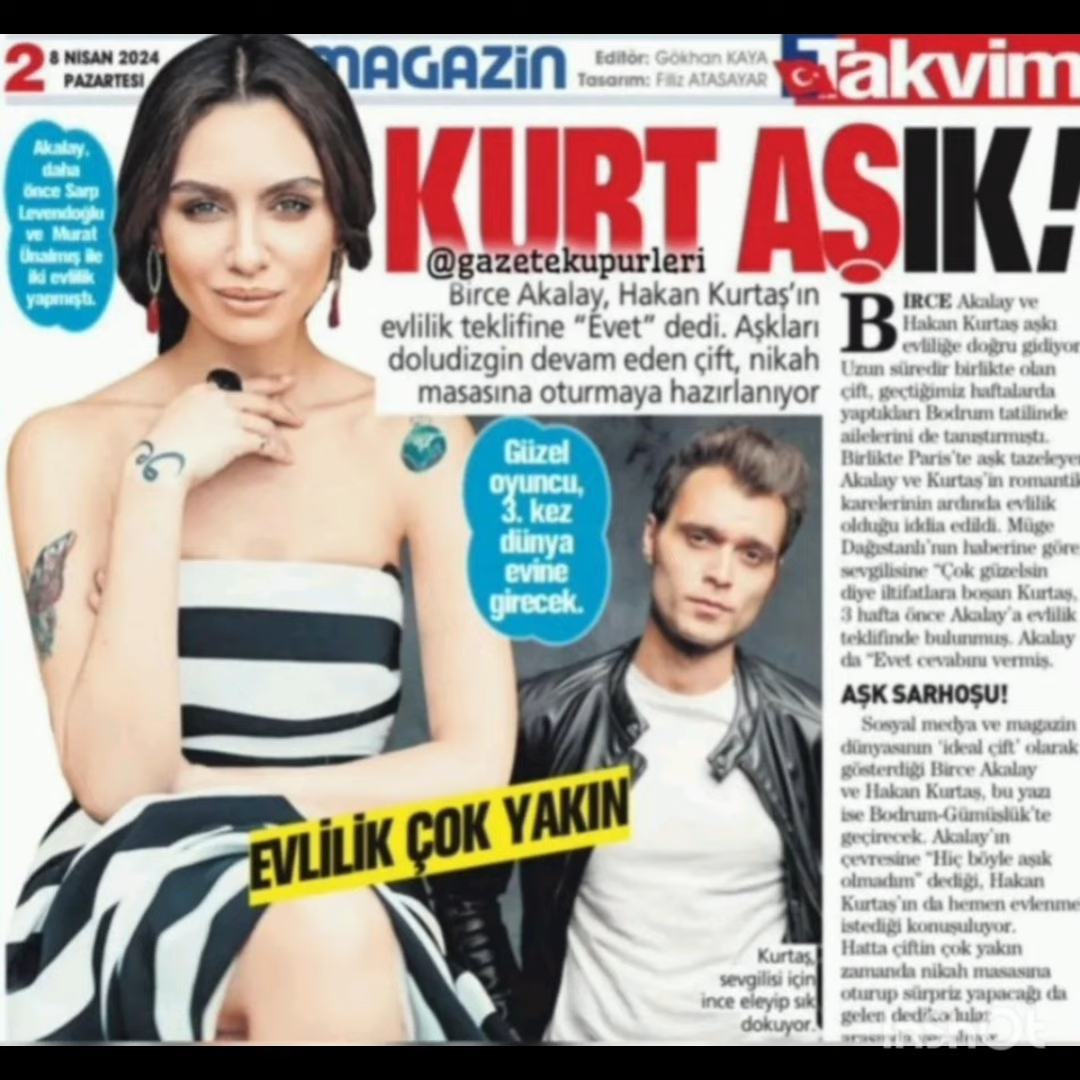 2
8 NİSAN 2024
PAZARTESİ
MAGAZİN
Editör: Gökhan KAYA
Tasarım: Filiz ATASAYAR
Takvim
Akalay,
daha
önce Sarp
Levendoğlu
ve Murat
Ünalmış ile
iki evlilik
yapmıştı.
KURT AŞIK!
@gazetekupurleri
Birce Akalay, Hakan Kurtaş'ın
evlilik teklifine "Evet" dedi. Aşkları
doludizgin devam eden çift, nikah
masasına oturmaya hazırlanıyor
Güzel
oyuncu,
3. kez
dünya
evine
girecek.
EVLİLİK ÇOK YAKIN
Kurtaş,
sevgilisi için
ince eleyip sık
dokuyor.
BİRCE Akalay ve
Hakan Kurtaş aşkı
evliliğe doğru gidiyor
Uzun süredir birlikte olan
çift, geçtiğimiz haftalarda
yaptıkları Bodrum tatilinde
ailelerini de tanıştırmıştı.
Birlikte Paris'te aşk tazeleye
Akalay ve Kurtaş'in romantik
karelerinin ardında evlilik
olduğu iddia edildi. Müge
Dağıstanlı'nın haberine göre
sevgilisine "Çok güzelsin
diye iltifatlara boşan Kurtaş,
3 hafta önce Akalay'a evlilik
teklifinde bulunmuş. Akalay
da "Evet cevabını vermiş.
AŞK SARHOŞU!
Sosyal medya ve magazin
dünyasının 'ideal çift' olarak
gösterdiği Birce Akalay
ve Hakan Kurtaş, bu yazı
ise Bodrum-Gümüşlük'te
geçirecek. Akalay'ın
çevresine "Hiç böyle aşık
olmadım" dediği, Hakan
Kurtaş'ın da hemen evlenme
istediği konuşuluyor.
Hatta çiftin çok yakın
zamanda nikah masasına
oturup sürpriz yapacağı da
gelen dedikodular